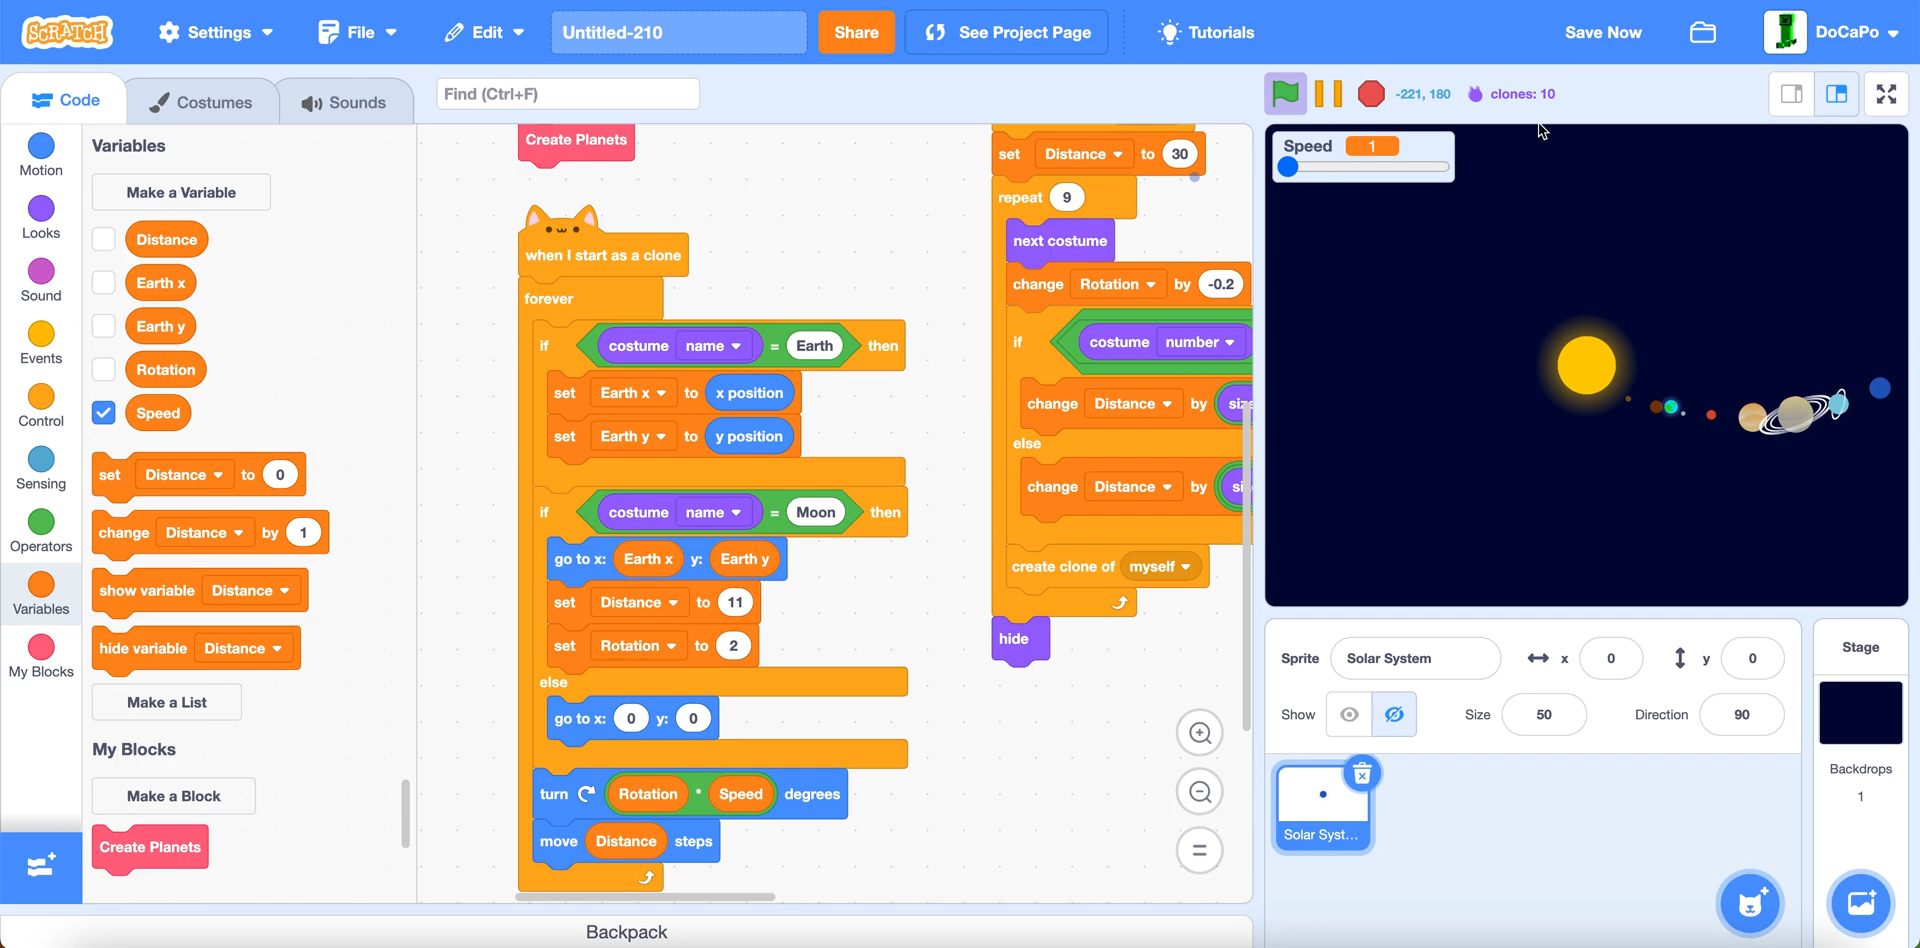 SCRATCH Settings File Edit Untitled-210 Share See Project Page Tutorials Save Now DoCaPo
Code Costumes Sounds Find (Ctrl+F) -221, 180 clones: 10
Motion
Looks
Sound
Events
Control
Sensing
Operators
Variables
My Blocks
Variables
Make a Variable
Distance
Earth x
Earth y
Rotation
Speed
set Distance to 0
change Distance by 1
show variable Distance
hide variable Distance
Make a List
My Blocks
Make a Block
Create Planets
Create Planets
when I start as a clone
forever
if costume name = Earth then
set Earth x to x position
set Earth y to y position
if costume name = Moon then
go to x: Earth x y: Earth y
set Distance to 11
set Rotation to 2
else
go to x: 0 y: 0
turn Rotation * Speed degrees
move Distance steps
set Distance to 30
repeat 9
next costume
change Rotation by -0.2
if costume number
change Distance by size
else
change Distance by si
create clone of myself
hide
Backpack
Speed 1
Sprite Solar System x 0 y 0
Show Size 50 Direction 90
Solar Syst...
Stage
Backdrops
1